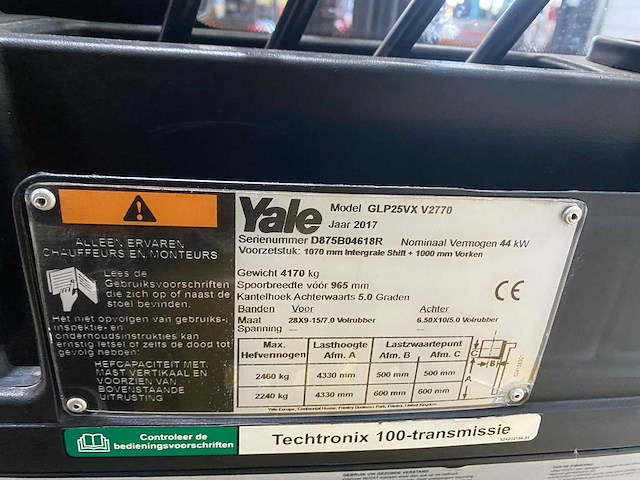 Yale
Model GLP25VX V2770
Jaar 2017
Serienummer D875B04618R Nominaal Vermogen 44 kW
Voorzetstuk: 1070 mm Intergrale Shift + 1000 mm Vorken
Gewicht 4170 kg
Spoorbreedte vóór 965 mm
Kantelhoek Achterwaarts 5.0 Graden
CE
Banden Voor Achter
Maat 28X9-15/7.0 Volrubber 6.50X10/5.0 Volrubber
Spanning --- ---
Max. Hefvermogen Lasthoogte Afm. A Lastzwaartepunt Afm. B Afm. C
2460 kg 4330 mm 500 mm 500 mm
2240 kg 4330 mm 600 mm 600 mm
C
B
A
ALLEEN ERVAREN
CHAUFFEURS EN MONTEURS
Lees de
Gebruiksvoorschriften
die zich op of naast de
stoel bevinden.
Het niet opvolgen van gebruiks-,
inspektie- en
onderhoudsinstrukties kan
ernstig letsel of zelfs de dood tot
gevolg hebben.
HEFCAPACITEIT MET
MAST VERTIKAAL EN
VOORZIEN VAN
BOVENSTAANDE
UITRUSTING
Controleer de
bedieningsvoorschriften
Techtronix 100-transmissie